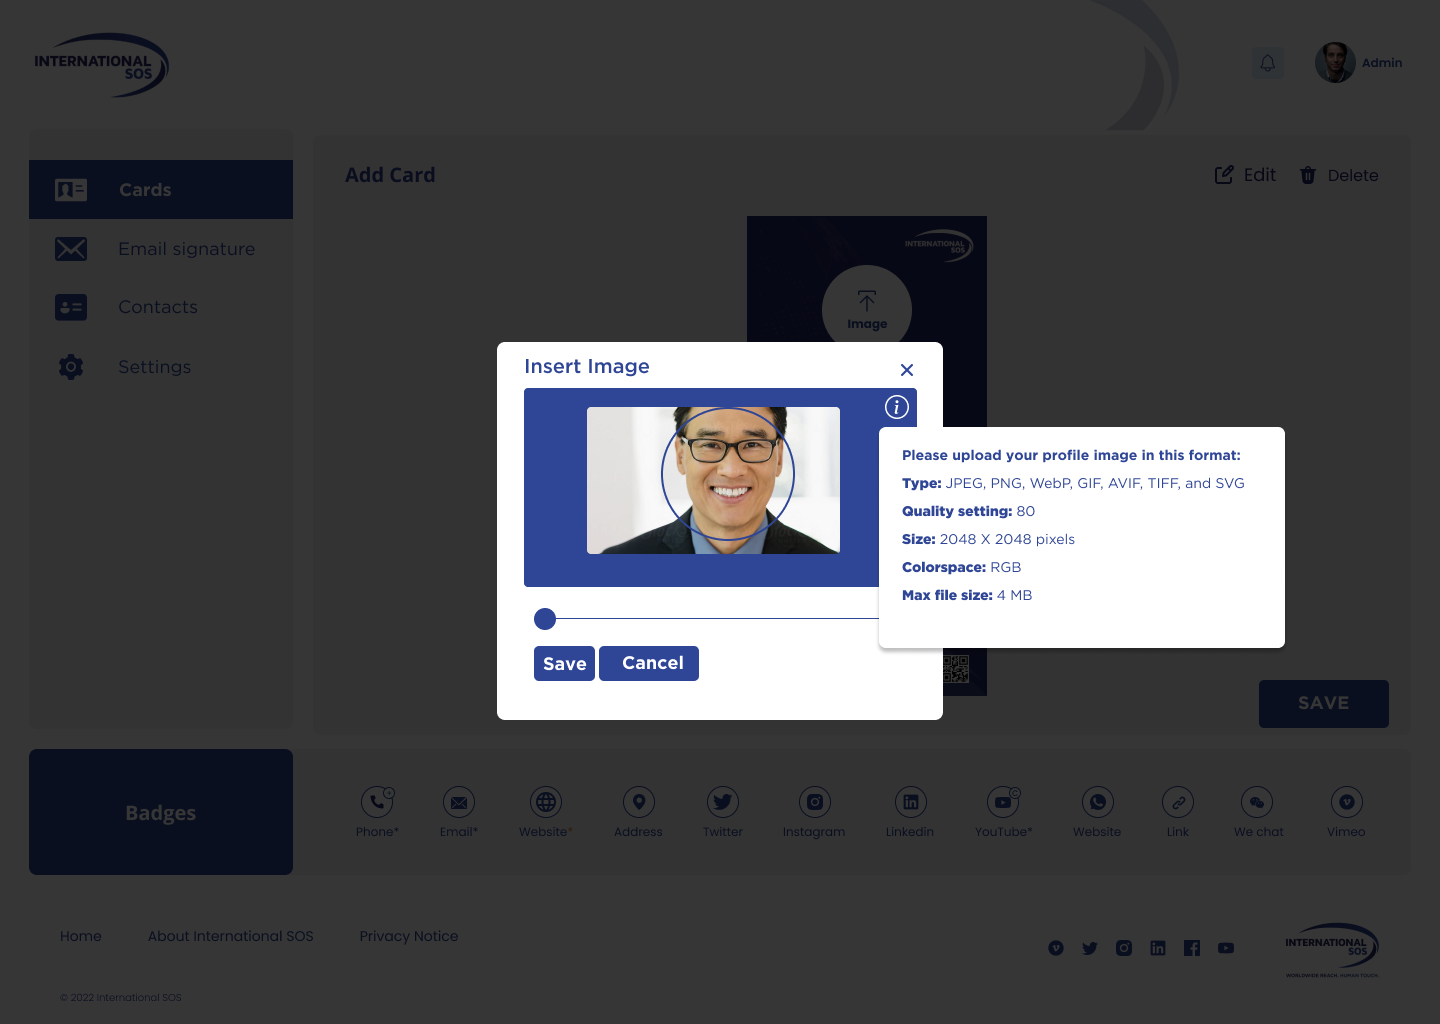 INTERNATIONAL
SOS
Admin
Cards
Email signature
Contacts
Settings
Add Card
Edit
Delete
INTERNATIONAL
SOS
Image
Insert Image
Please upload your profile image in this format:
Type: JPEG, PNG, WebP, GIF, AVIF, TIFF, and SVG
Quality setting: 80
Size: 2048 X 2048 pixels
Colorspace: RGB
Max file size: 4 MB
Save
Cancel
SAVE
Badges
Phone*
Email*
Website*
Address
Twitter
Instagram
Linkedin
YouTube*
Website
Link
We chat
Vimeo
Home
About International SOS
Privacy Notice
INTERNATIONAL
SOS
WORLDWIDE REACH. HUMAN TOUCH.
© 2022 International SOS